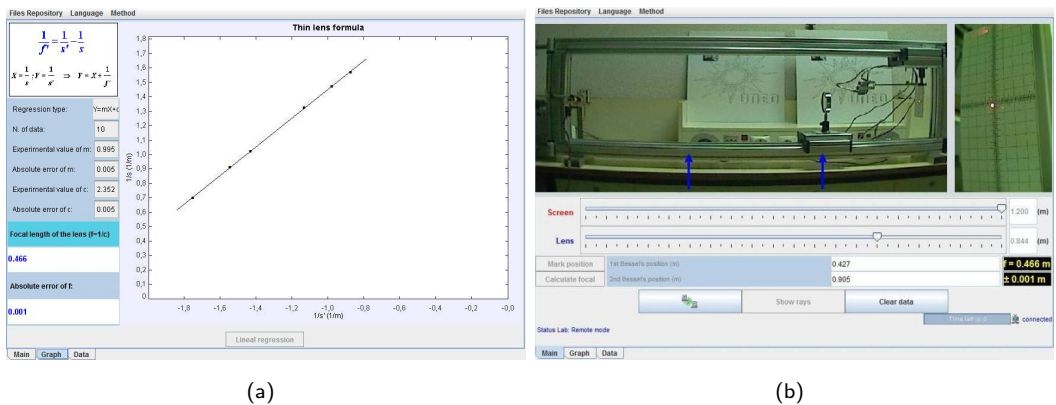 Files Repository Language Method
1/f' = 1/s' - 1/s
X = 1/s ; Y = 1/s' ⇒ Y = X + 1/f'
Regression type: Y=mX+c
N. of data: 10
Experimental value of m: 0.995
Absolute error of m: 0.005
Experimental value of c: 2.352
Absolute error of c: 0.005
Focal length of the lens (f=1/c)
0.466
Absolute error of f:
0.001
Thin lens formula
1/s (1/m)
1,8
1,7
1,6
1,5
1,4
1,3
1,2
1,1
1,0
0,9
0,8
0,7
0,6
0,5
0,4
0,3
0,2
0,1
0
-1,8 -1,6 -1,4 -1,2 -1,0 -0,8 -0,6 -0,4 -0,2 -0,0
1/s' (1/m)
Lineal regression
Main Graph Data
(a)
Files Repository Language Method
UNED
Screen 1.200 (m)
Lens 0.844 (m)
Mark position 1st Bessel's position (m) 0.427 f = 0.466 m
Calculate focal 2nd Bessel's position (m) 0.905 ± 0.001 m
Show rays Clear data
connected
Status Lab: Remote mode
Main Graph Data
(b)